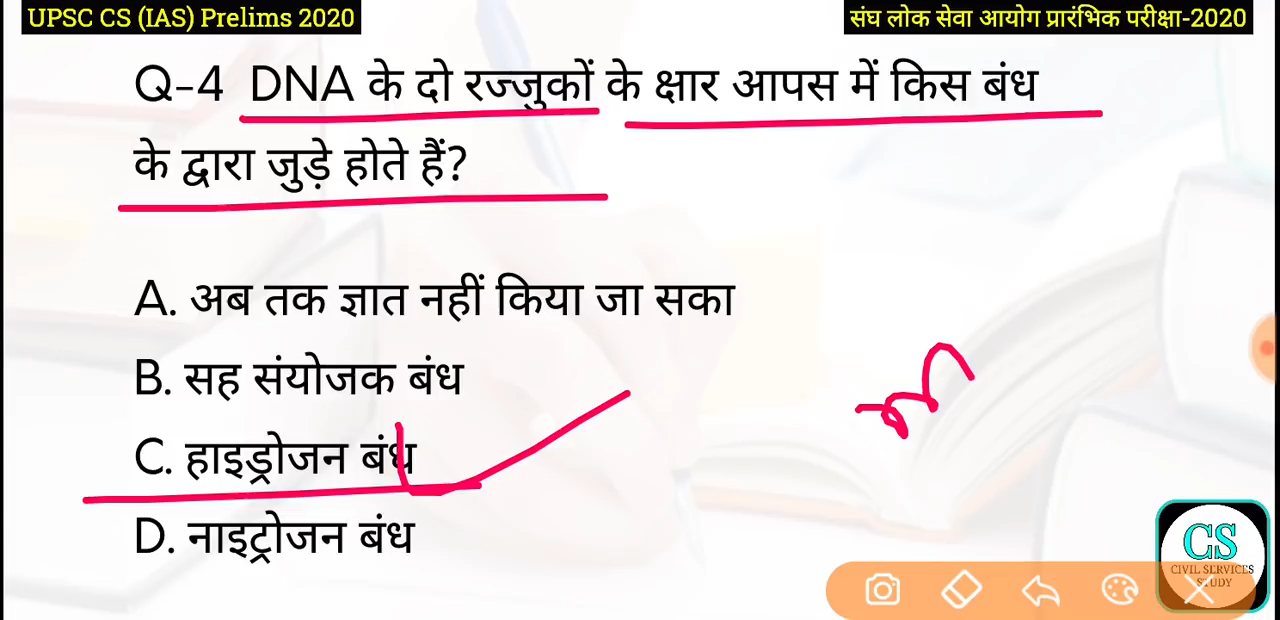 UPSC CS (IAS) Prelims 2020
संघ लोक सेवा आयोग प्रारंभिक परीक्षा-2020
Q-4 DNA के दो रज्जुकों के क्षार आपस में किस बंध
के द्वारा जुड़े होते हैं?
A. अब तक ज्ञात नहीं किया जा सका
B. सह संयोजक बंध
C. हाइड्रोजन बंध
D. नाइट्रोजन बंध
CS
CIVIL SERVICES
STUDY